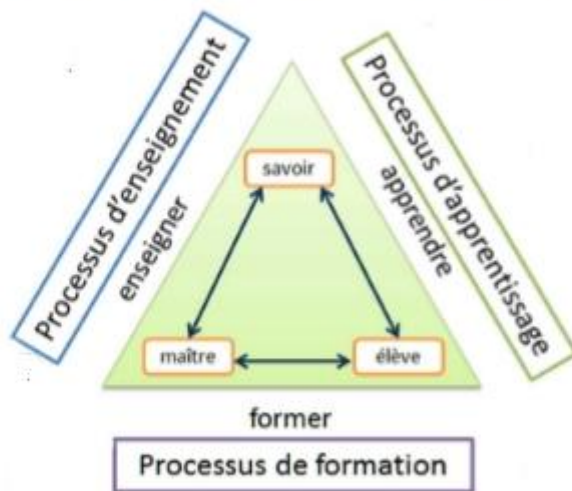 Processus d'enseignement
enseigner
Processus d'apprentissage
apprendre
savoir
maître
élève
former
Processus de formation